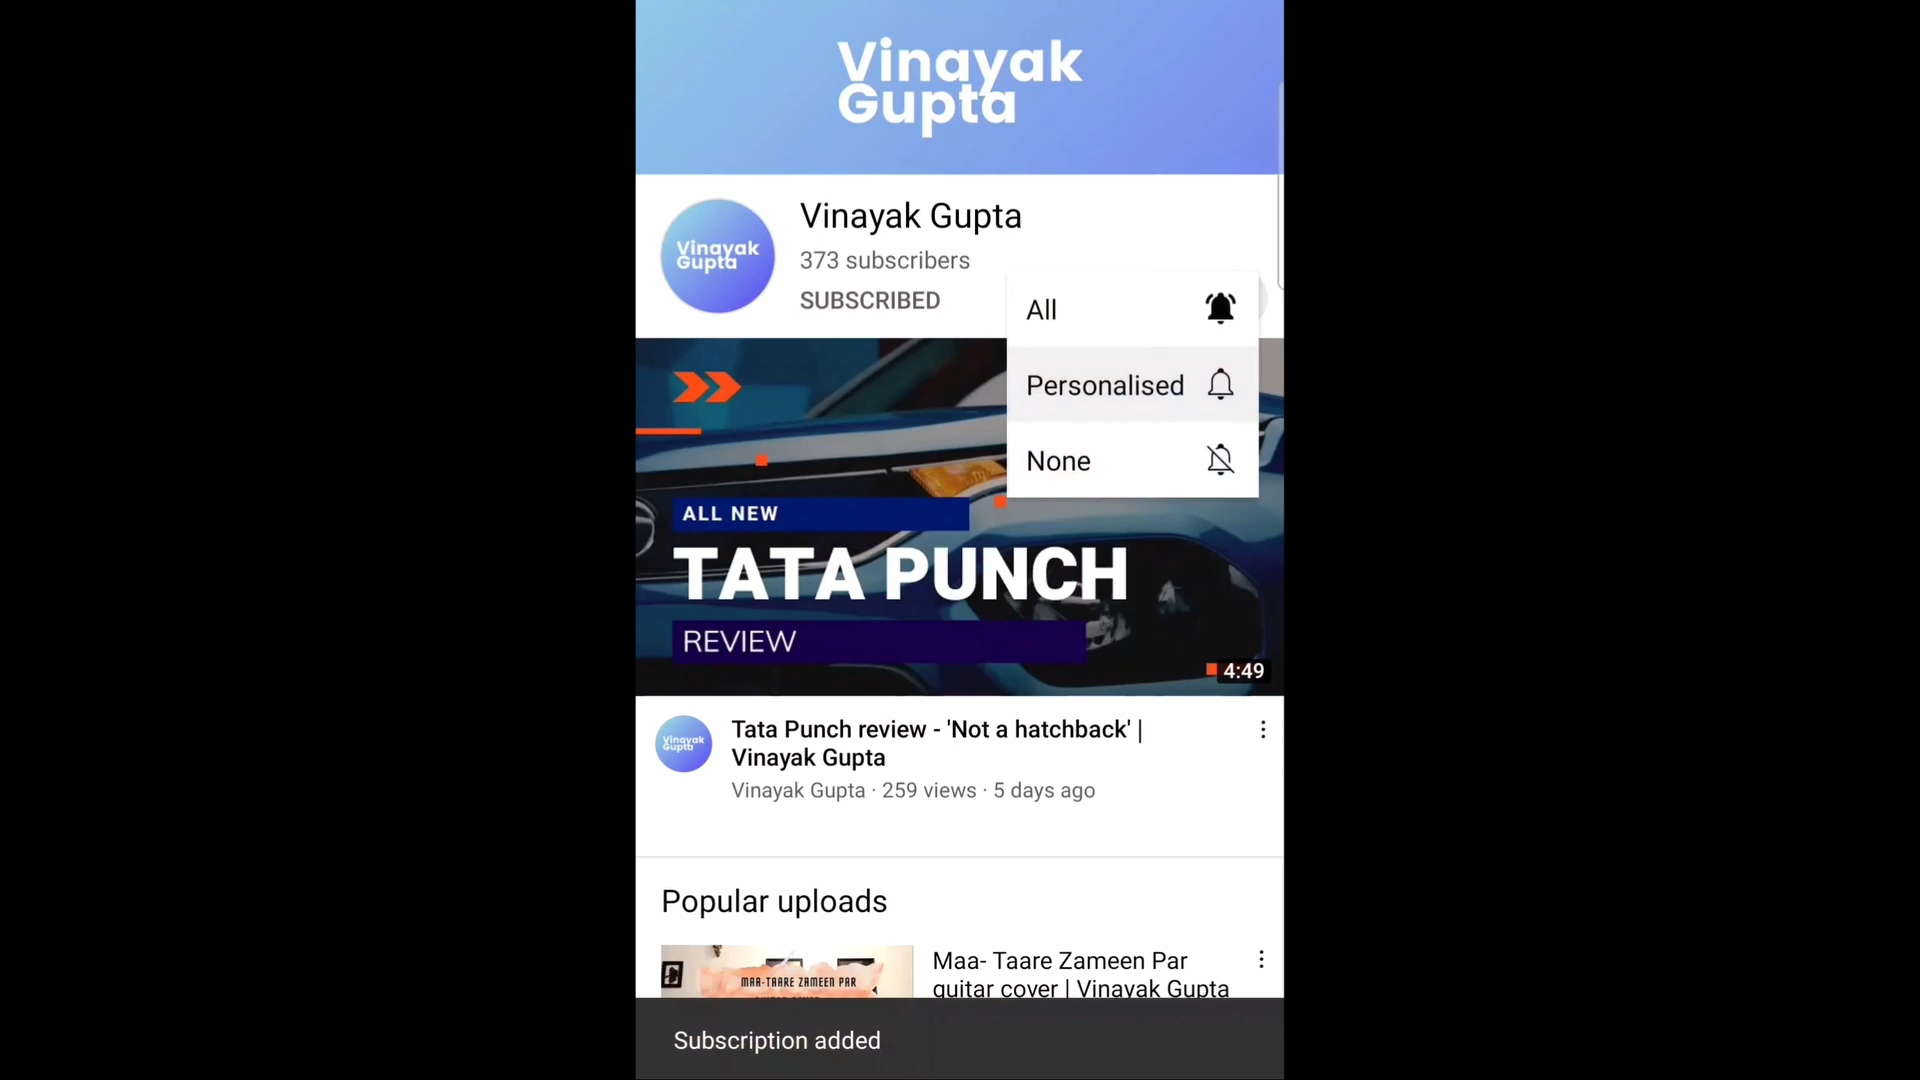 Vinayak
Gupta
Vinayak Gupta
Vinayak
Gupta
373 subscribers
SUBSCRIBED
All
Personalised
None
ALL NEW
TATA PUNCH
REVIEW
4:49
Vinayak
Gupta
Tata Punch review - 'Not a hatchback' |
Vinayak Gupta
Vinayak Gupta · 259 views · 5 days ago
Popular uploads
MAA-TAARE ZAMEEN PAR
Maa- Taare Zameen Par
guitar cover | Vinayak Gupta
Subscription added